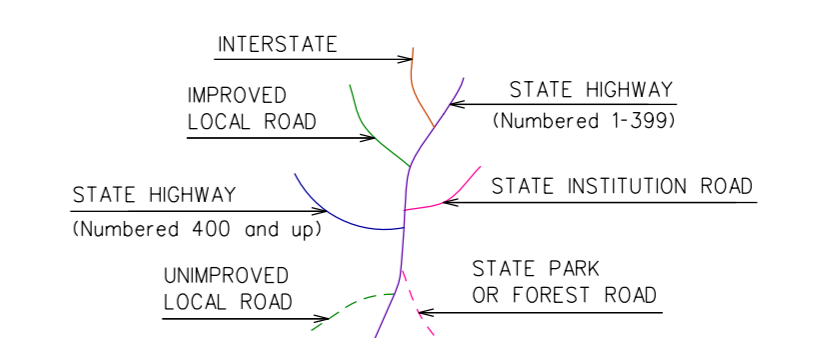 INTERSTATE
IMPROVED
LOCAL ROAD
STATE HIGHWAY
(Numbered 1-399)
STATE HIGHWAY
(Numbered 400 and up)
STATE INSTITUTION ROAD
UNIMPROVED
LOCAL ROAD
STATE PARK
OR FOREST ROAD